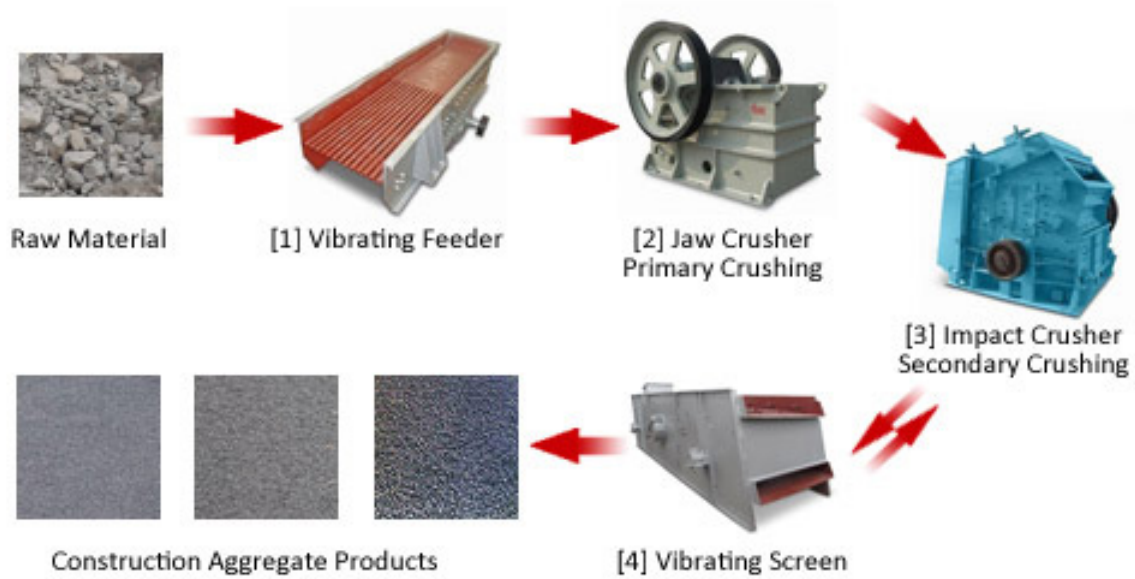 Raw Material
[1] Vibrating Feeder
[2] Jaw Crusher
Primary Crushing
[3] Impact Crusher
Secondary Crushing
Construction Aggregate Products
[4] Vibrating Screen